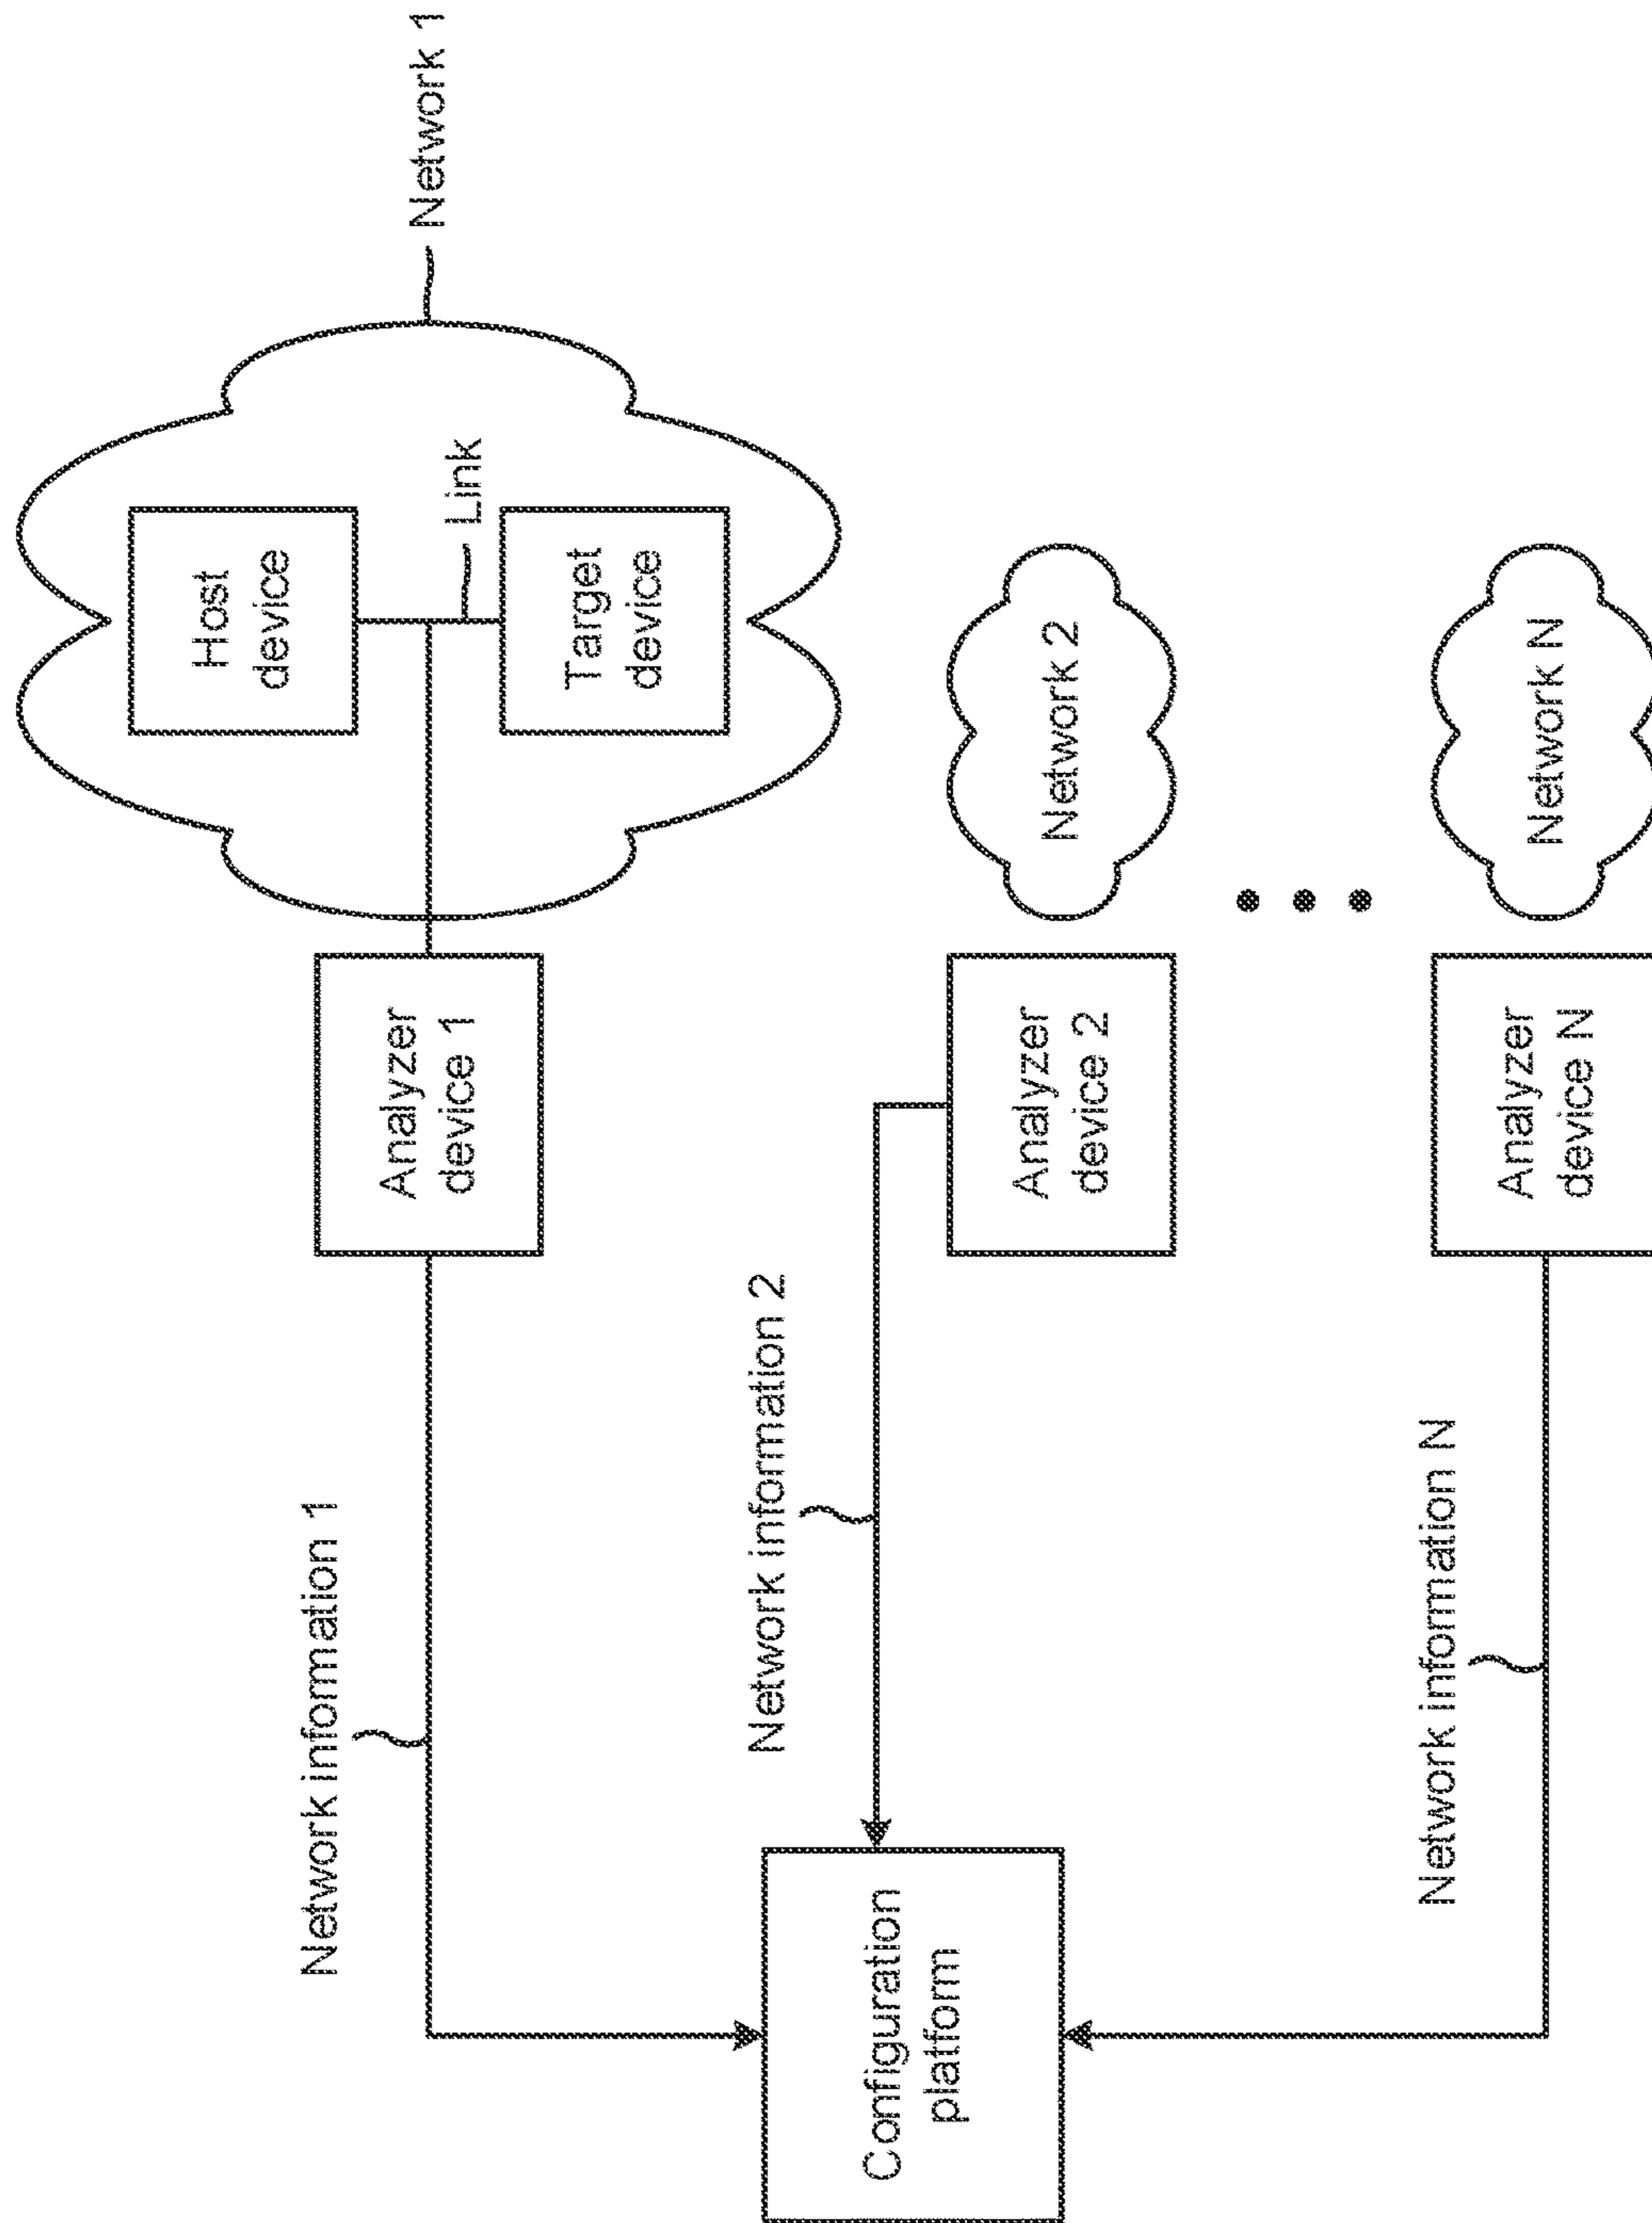 Network information 1
Analyzer
device 1
Host
device
Link
Target
device
Network 1
Configuration
platform
Network information 2
Analyzer
device 2
Network 2
Network information N
Analyzer
device N
Network N